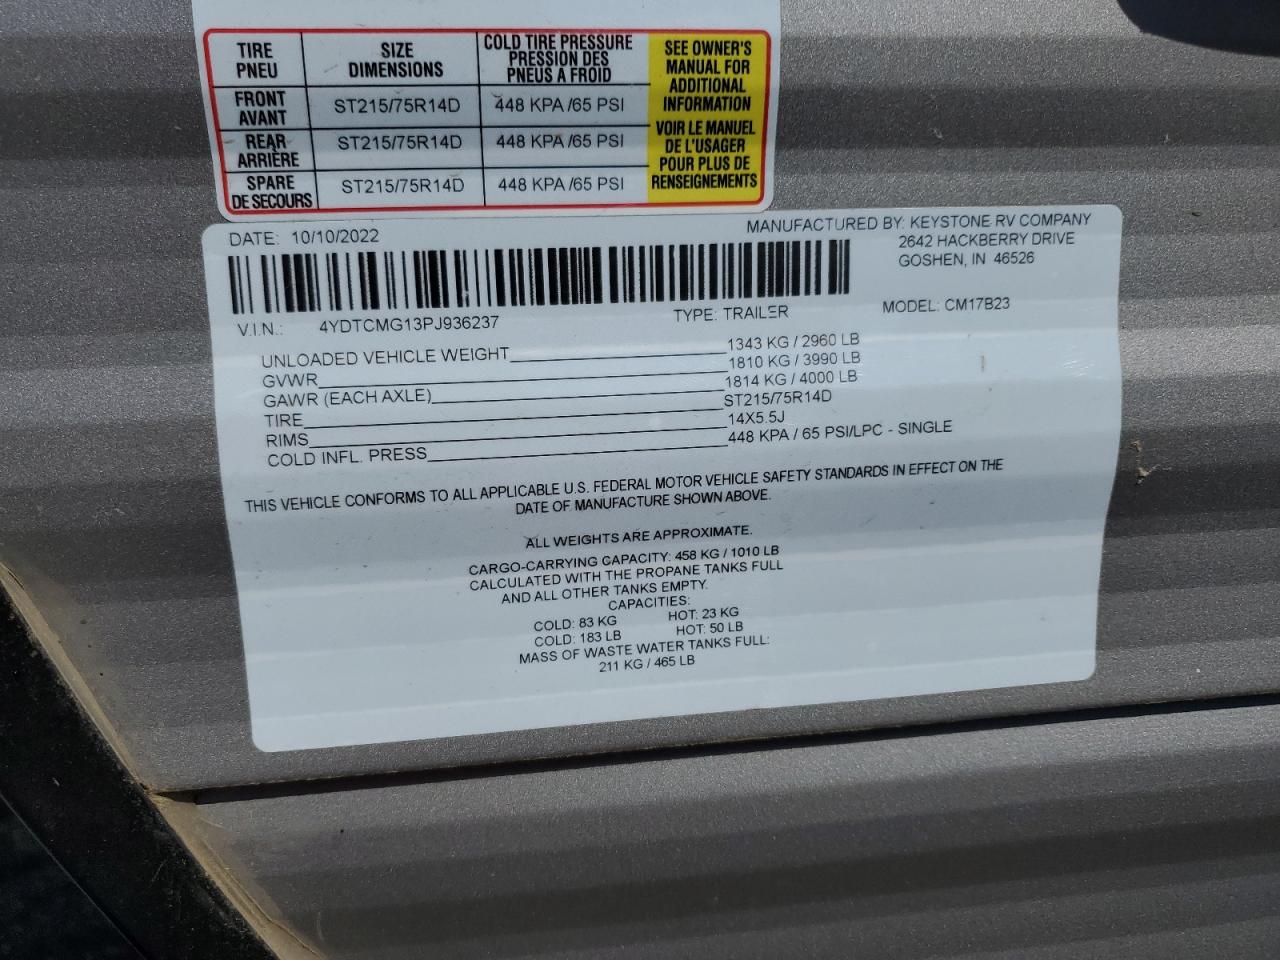 TIRE SIZE COLD TIRE PRESSURE
PNEU DIMENSIONS PRESSION DES
PNEUS A FROID
FRONT
AVANT ST215/75R14D 448 KPA /65 PSI
REAR
ARRIÈRE ST215/75R14D 448 KPA /65 PSI
SPARE
DE SECOURS ST215/75R14D 448 KPA /65 PSI
SEE OWNER'S
MANUAL FOR
ADDITIONAL
INFORMATION
VOIR LE MANUEL
DE L'USAGER
POUR PLUS DE
RENSEIGNEMENTS
DATE: 10/10/2022 MANUFACTURED BY: KEYSTONE RV COMPANY
2642 HACKBERRY DRIVE
GOSHEN, IN 46526
V.I.N.: 4YDTCMG13PJ936237 TYPE: TRAILER MODEL: CM17B23
UNLOADED VEHICLE WEIGHT 1343 KG / 2960 LB
GVWR 1810 KG / 3990 LB
GAWR (EACH AXLE) 1814 KG / 4000 LB
TIRE ST215/75R14D
RIMS 14X5.5J
COLD INFL. PRESS 448 KPA / 65 PSI/LPC - SINGLE
THIS VEHICLE CONFORMS TO ALL APPLICABLE U.S. FEDERAL MOTOR VEHICLE SAFETY STANDARDS IN EFFECT ON THE
DATE OF MANUFACTURE SHOWN ABOVE.
ALL WEIGHTS ARE APPROXIMATE.
CARGO-CARRYING CAPACITY: 458 KG / 1010 LB
CALCULATED WITH THE PROPANE TANKS FULL
AND ALL OTHER TANKS EMPTY.
CAPACITIES:
COLD: 83 KG HOT: 23 KG
COLD: 183 LB HOT: 50 LB
MASS OF WASTE WATER TANKS FULL:
211 KG / 465 LB